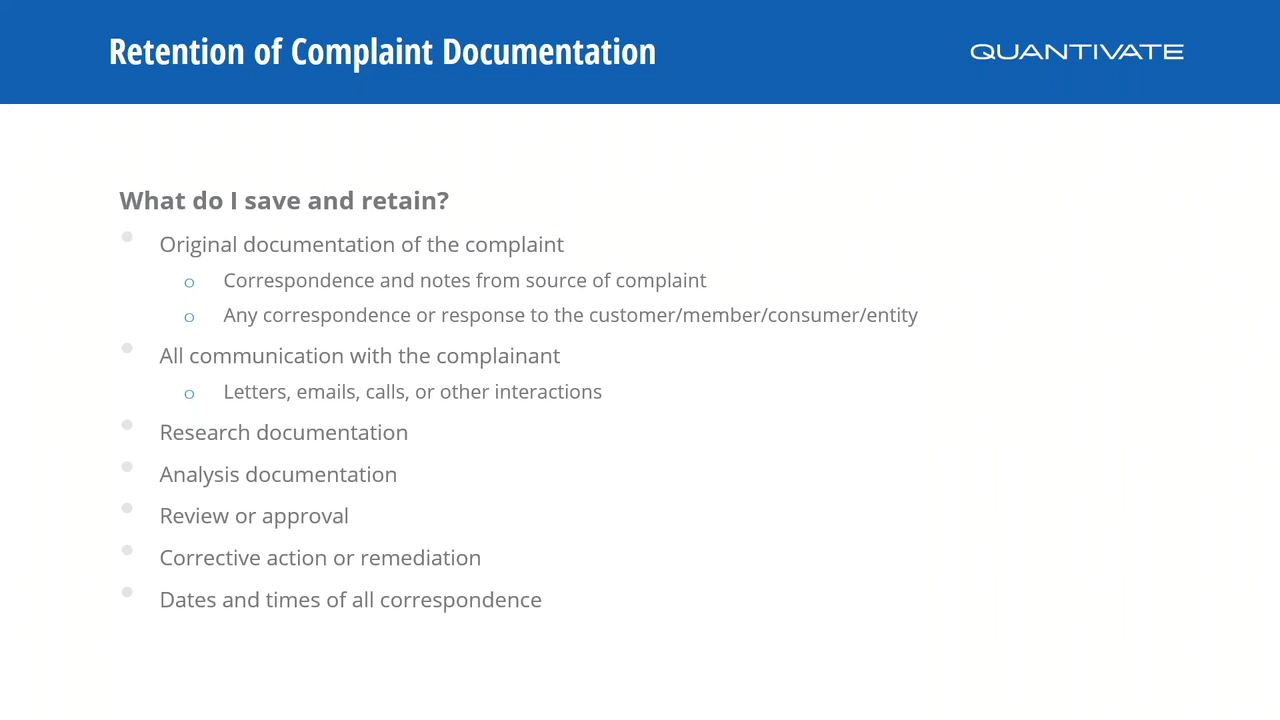 Retention of Complaint Documentation
QUANTIVATE
What do I save and retain?
Original documentation of the complaint
o Correspondence and notes from source of complaint
o Any correspondence or response to the customer/member/consumer/entity
All communication with the complainant
o Letters, emails, calls, or other interactions
Research documentation
Analysis documentation
Review or approval
Corrective action or remediation
Dates and times of all correspondence